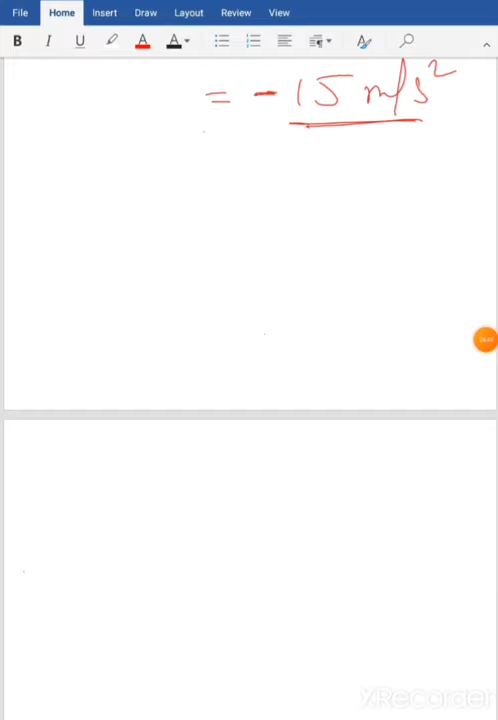 File Home Insert Draw Layout Review View
B I U A A
= - 15 m/s²
XRecorder